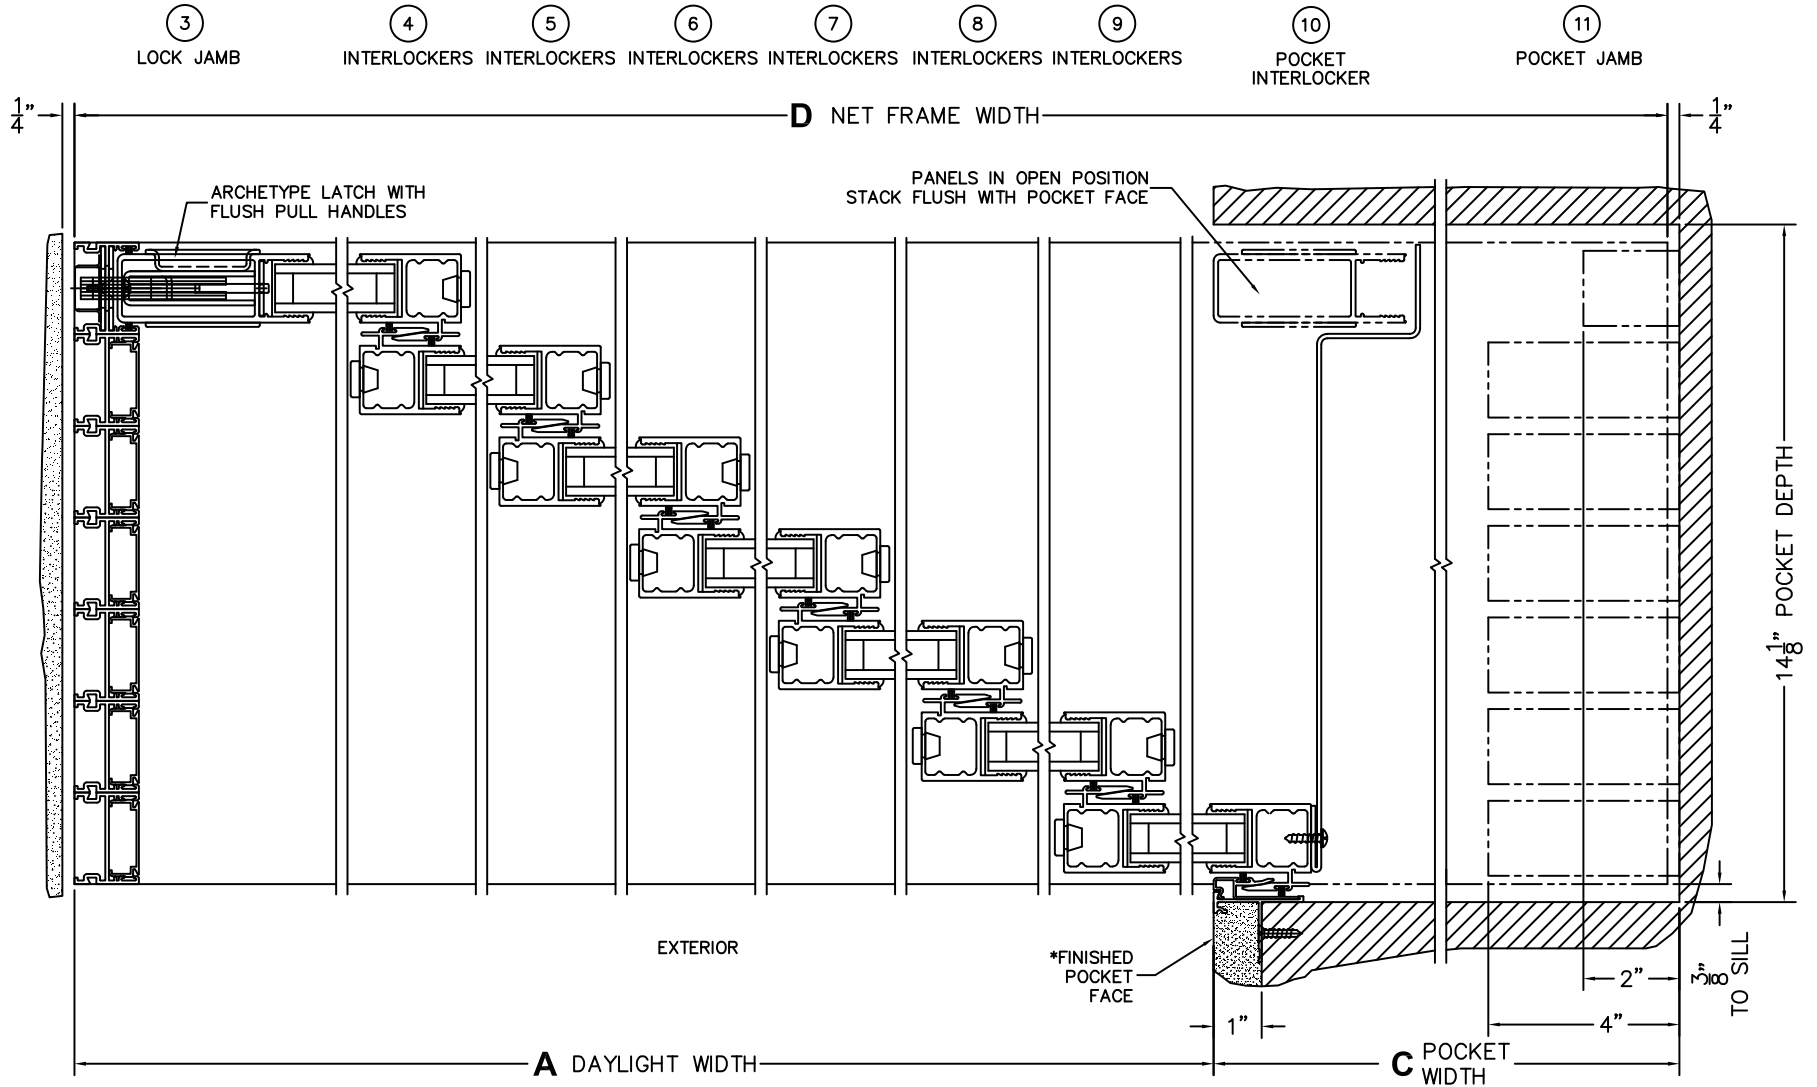 3
LOCK JAMB
4
INTERLOCKERS
5
INTERLOCKERS
6
INTERLOCKERS
7
INTERLOCKERS
8
INTERLOCKERS
9
INTERLOCKERS
10
POCKET
INTERLOCKER
11
POCKET JAMB
1/4"
D NET FRAME WIDTH
1/4"
ARCHETYPE LATCH WITH
FLUSH PULL HANDLES
PANELS IN OPEN POSITION
STACK FLUSH WITH POCKET FACE
14 1/8" POCKET DEPTH
EXTERIOR
*FINISHED
POCKET
FACE
2"
3/8"
TO SILL
1"
4"
A DAYLIGHT WIDTH
C POCKET
WIDTH